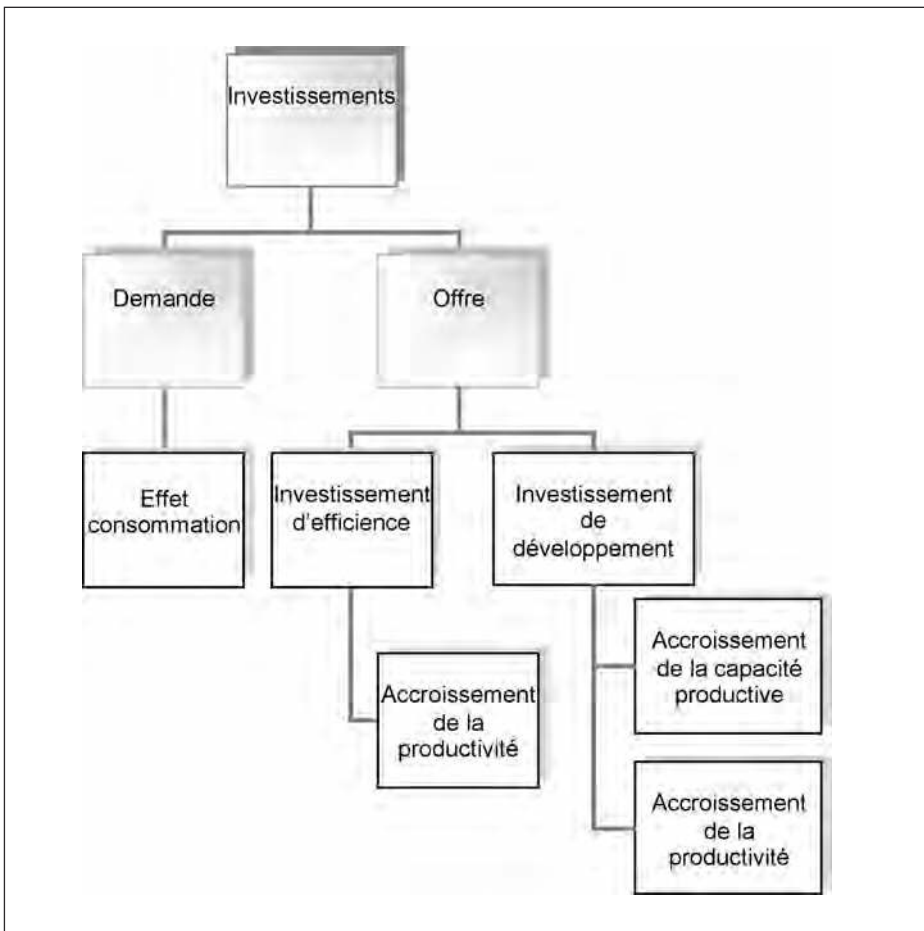 Investissements
Demande
Offre
Effet
consommation
Investissement
d'efficience
Investissement
de
développement
Accroissement
de la
productivité
Accroissement
de la capacité
productive
Accroissement
de la
productivité